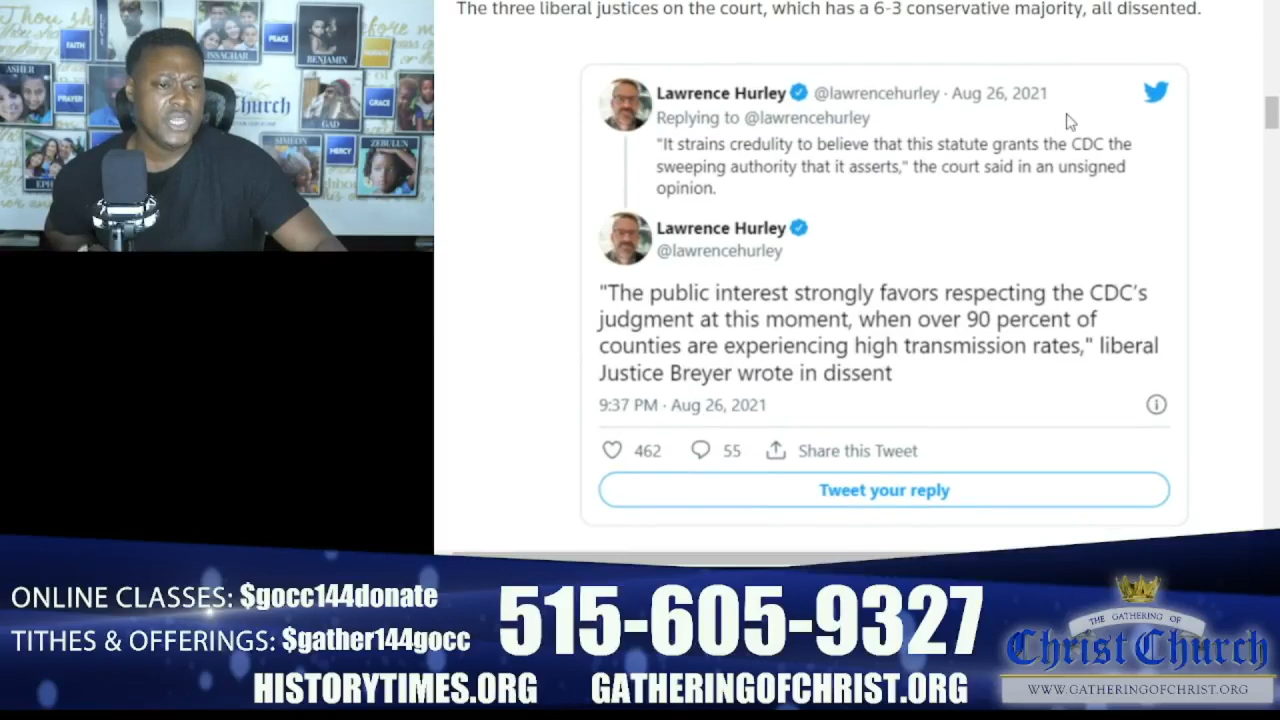 The three liberal justices on the court, which has a 6-3 conservative majority, all dissented.
Lawrence Hurley @lawrencehurley · Aug 26, 2021
Replying to @lawrencehurley
"It strains credulity to believe that this statute grants the CDC the
sweeping authority that it asserts," the court said in an unsigned
opinion.
Lawrence Hurley
@lawrencehurley
"The public interest strongly favors respecting the CDC's
judgment at this moment, when over 90 percent of
counties are experiencing high transmission rates," liberal
Justice Breyer wrote in dissent
9:37 PM · Aug 26, 2021
462 55 Share this Tweet
Tweet your reply
FAITH
ISSACHAR
PEACE
BENJAMIN
ASHER
PRAYER
Church
GAD
GRACE
SIMEON
MERCY
ZEBULUN
EPH
ONLINE CLASSES: $gocc144donate
TITHES & OFFERINGS: $gather144gocc
515-605-9327
HISTORYTIMES.ORG GATHERINGOFCHRIST.ORG
THE GATHERING OF
Christ Church
WWW.GATHERINGOFCHRIST.ORG